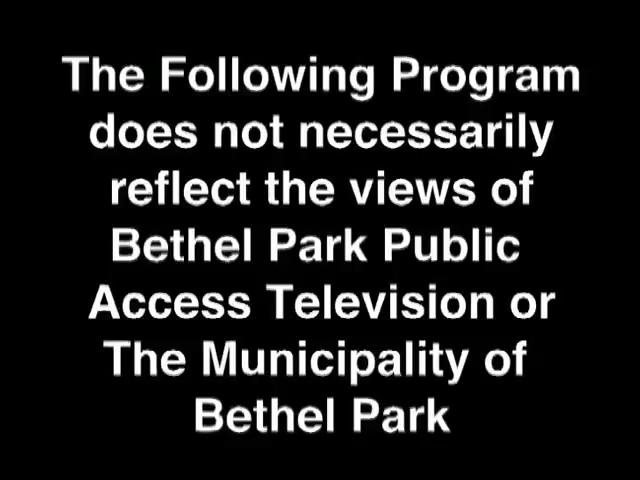 The Following Program
does not necessarily
reflect the views of
Bethel Park Public
Access Television or
The Municipality of
Bethel Park